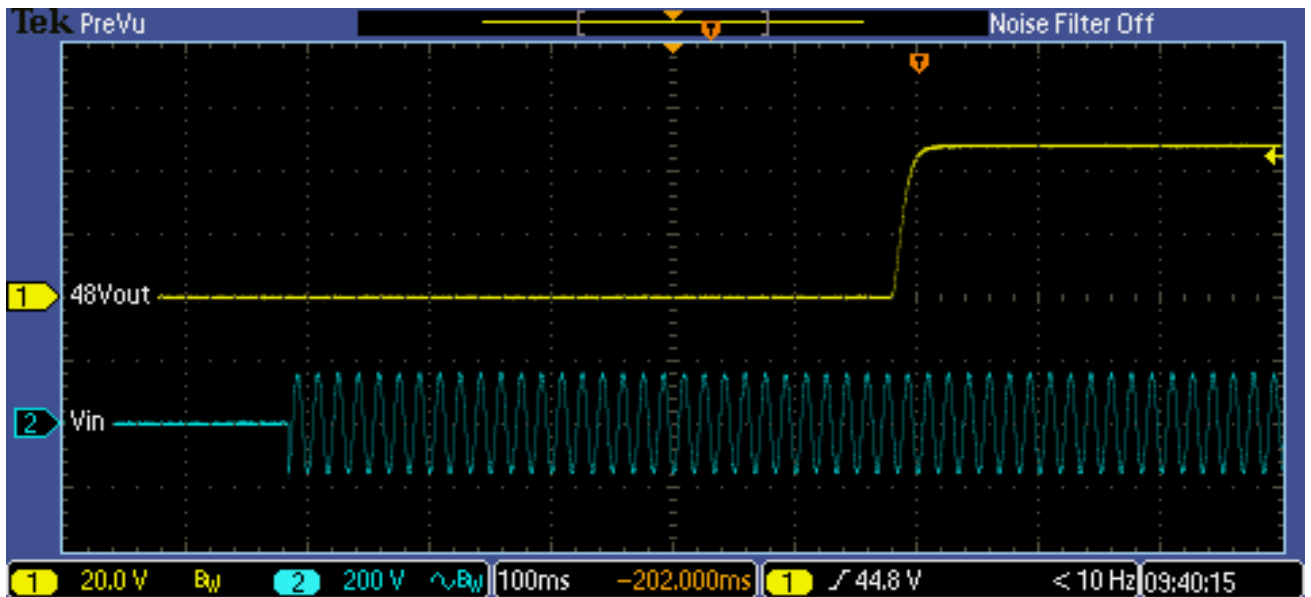 Tek PreVu Noise Filter Off
T
T
1 48Vout
2 Vin
1 20.0 V BW 2 200 V ∿BW 100ms −202.000ms 1 ƒ 44.8 V < 10 Hz 09:40:15